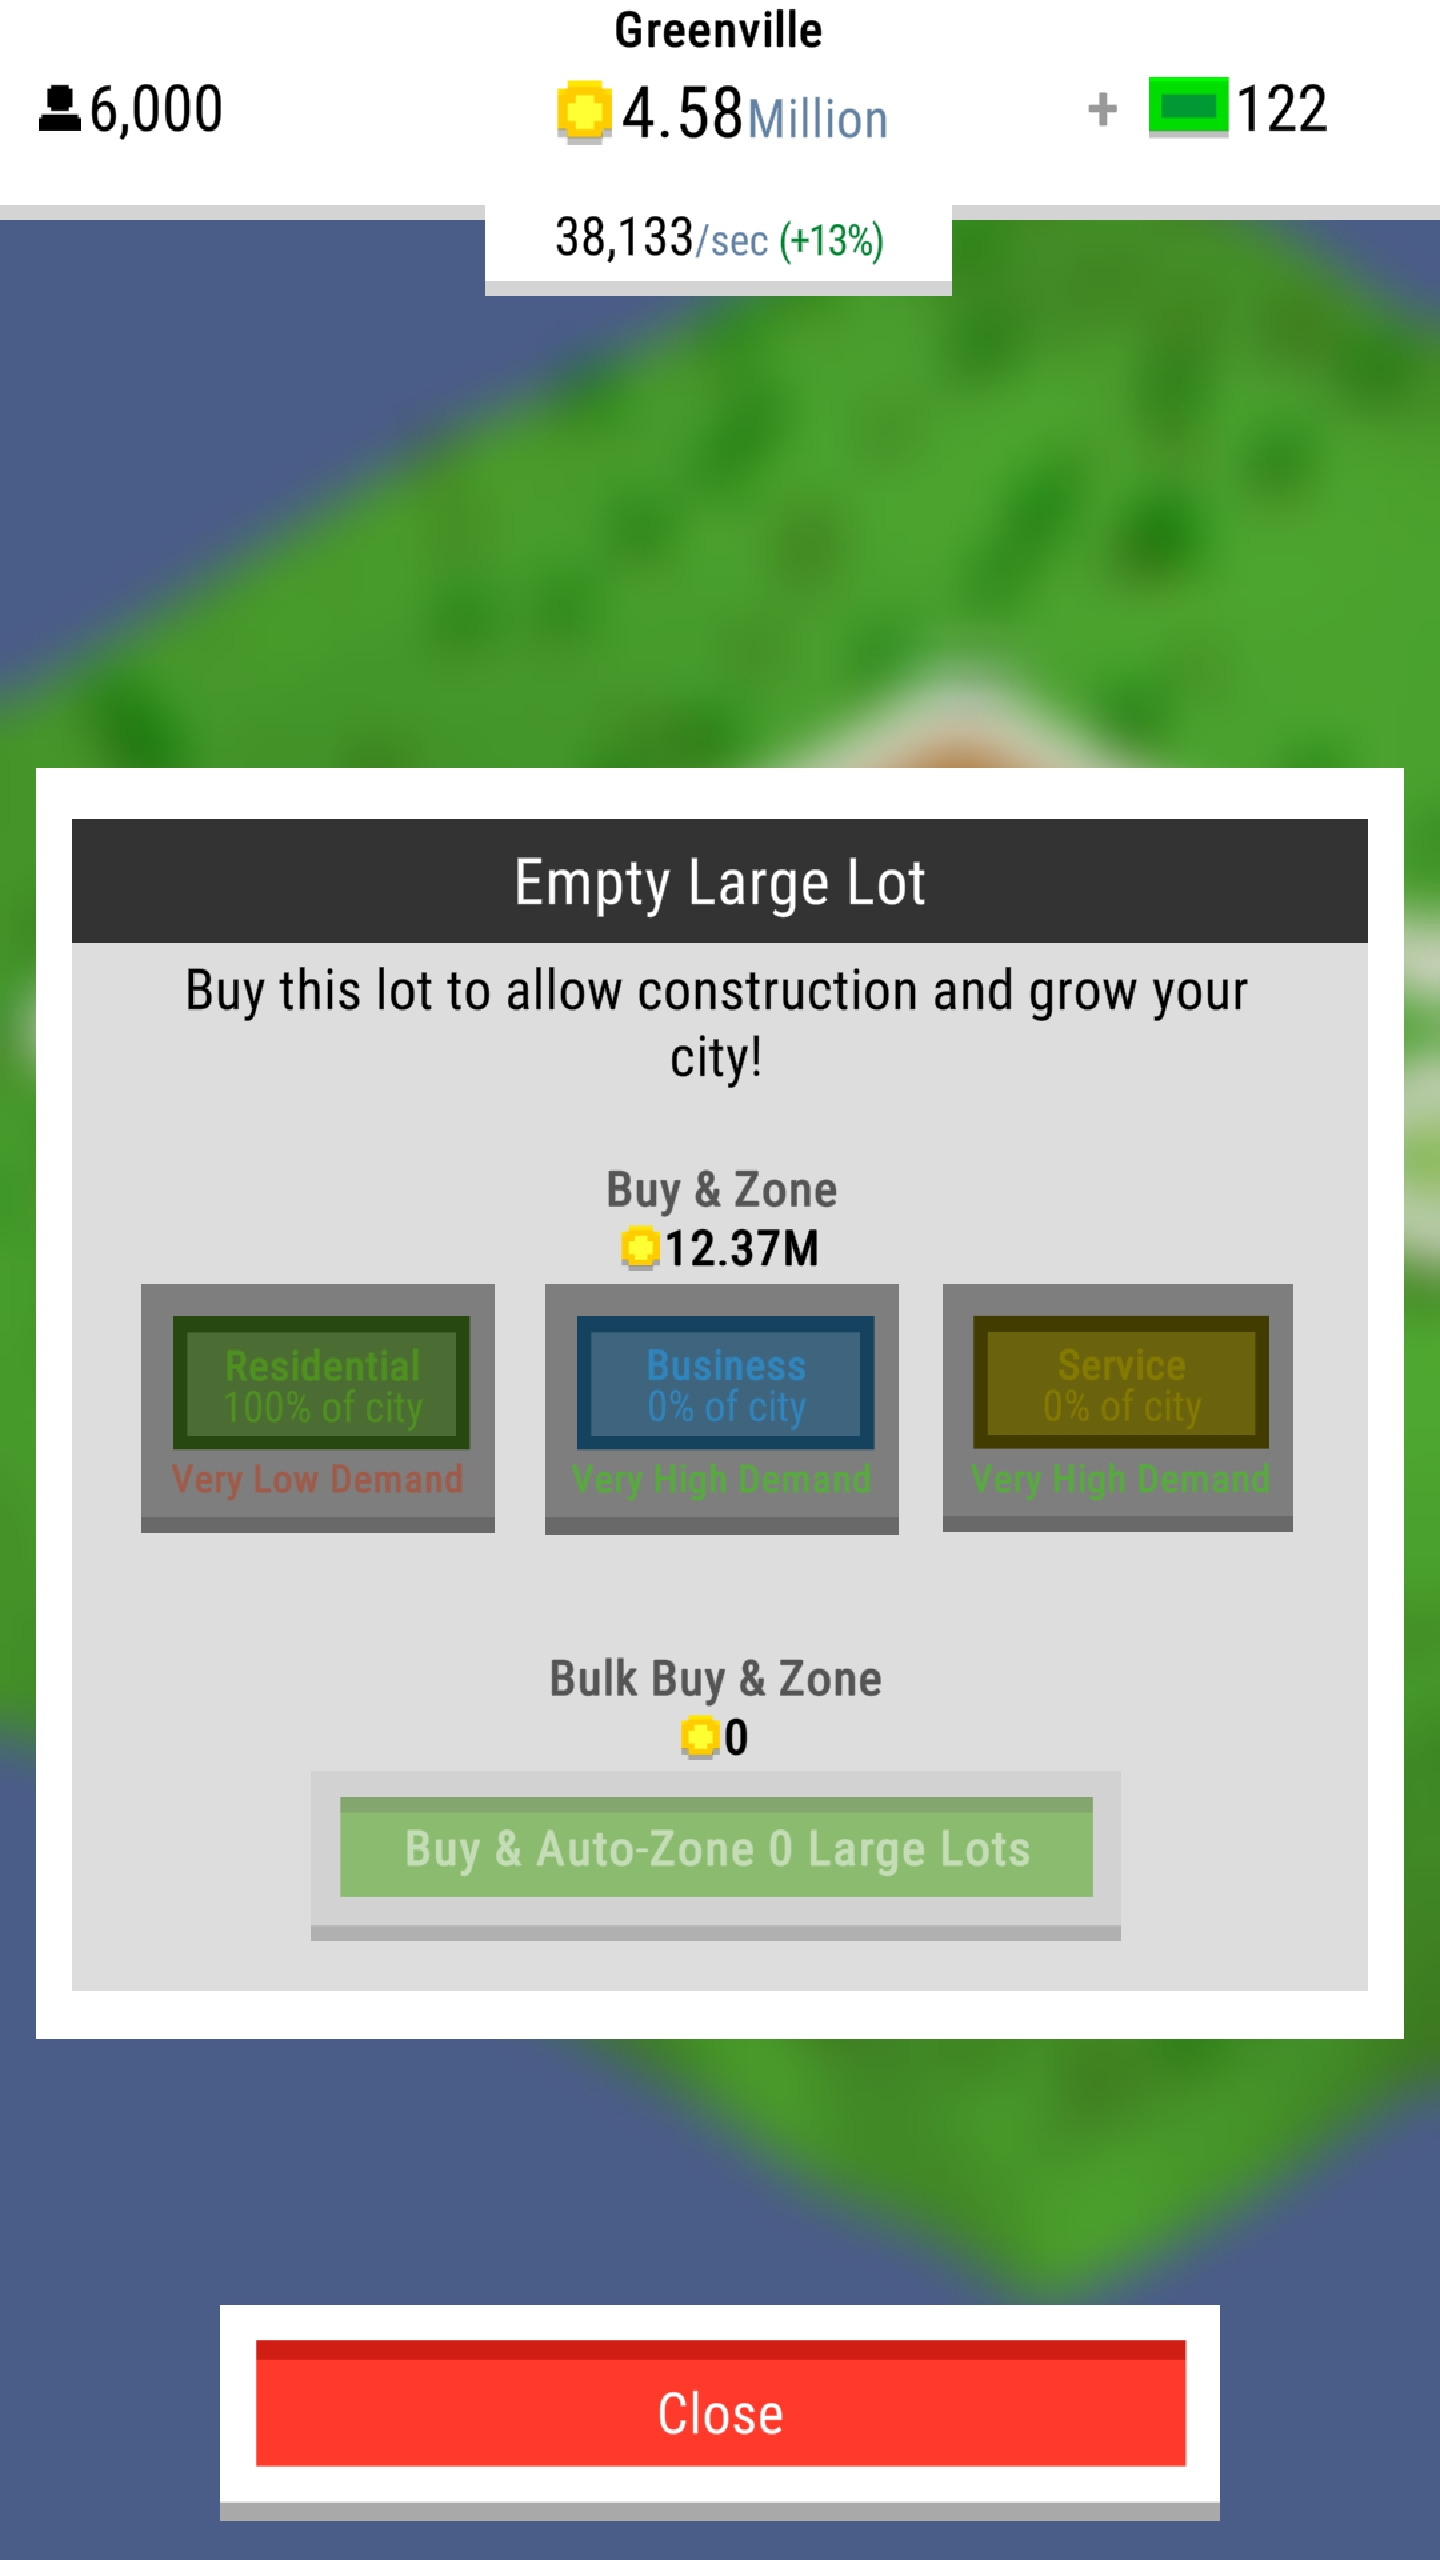 Greenville
6,000
4.58Million
+ 122
38,133/sec (+13%)
Empty Large Lot
Buy this lot to allow construction and grow your
city!
Buy & Zone
12.37M
Residential
100% of city
Very Low Demand
Business
0% of city
Very High Demand
Service
0% of city
Very High Demand
Bulk Buy & Zone
0
Buy & Auto-Zone 0 Large Lots
Close